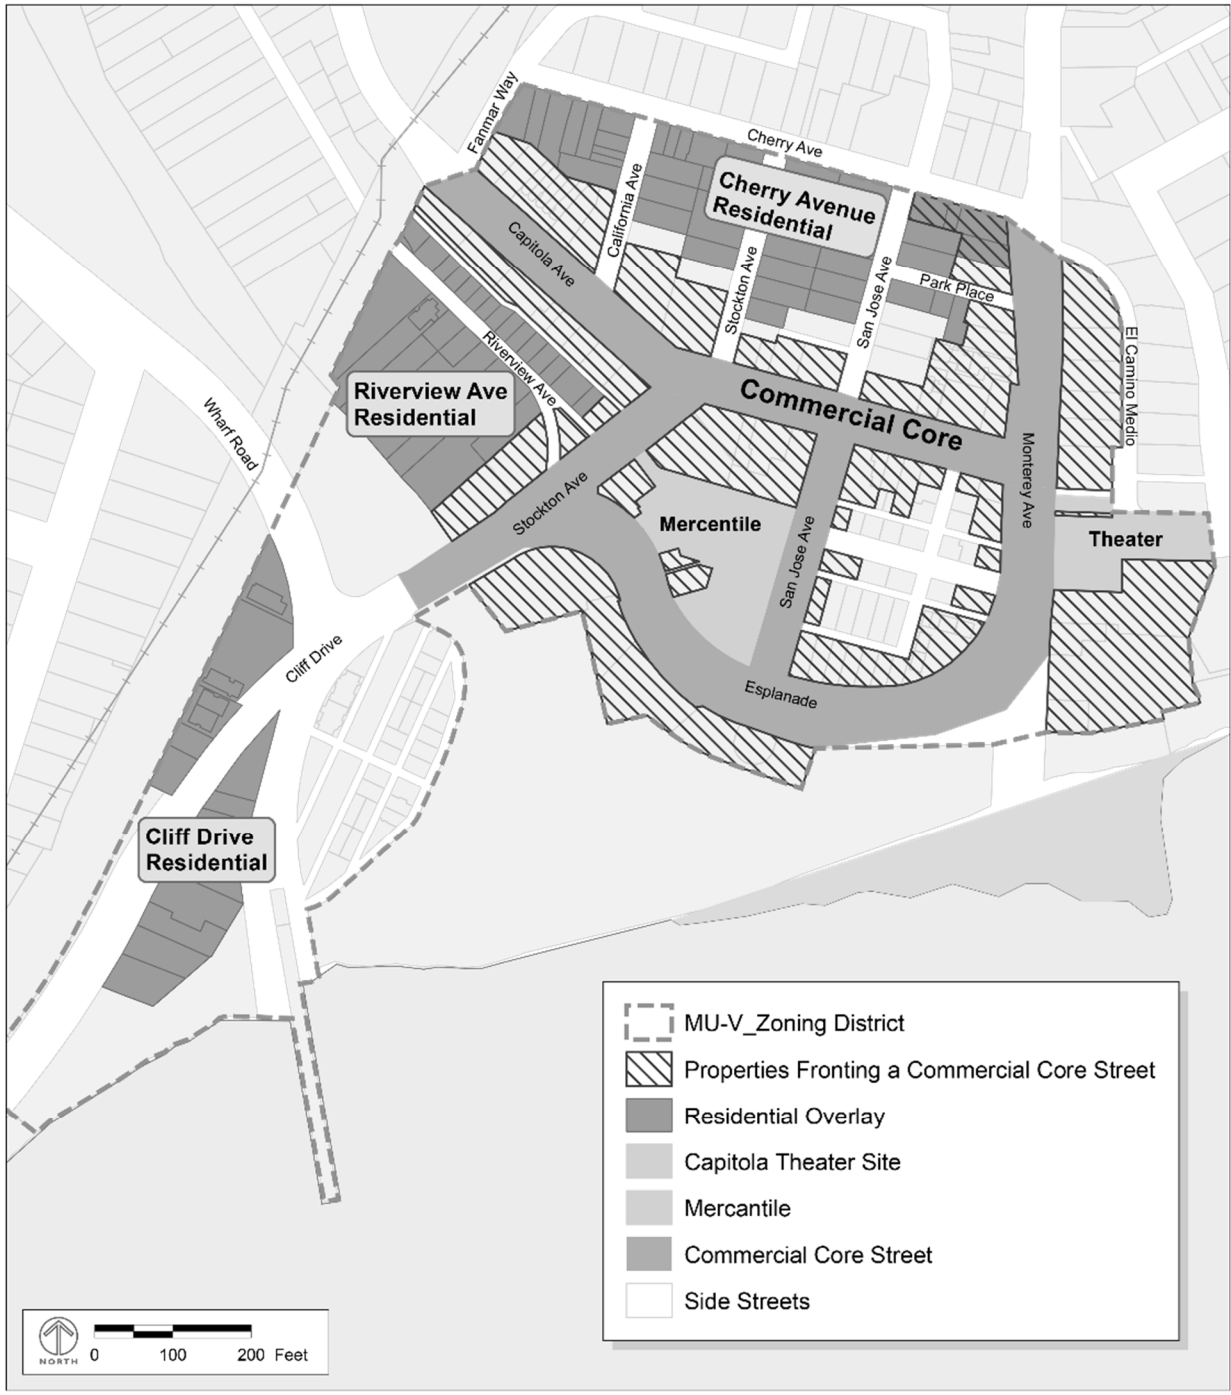 Fanmar Way
Cherry Ave
Cherry Avenue
Residential
California Ave
Capitola Ave
Stockton Ave
San Jose Ave
Park Place
El Camino Medio
Riverview Ave
Riverview Ave
Residential
Commercial Core
Wharf Road
Monterey Ave
Stockton Ave
Mercentile
San Jose Ave
Theater
Cliff Drive
Esplanade
Cliff Drive
Residential
MU-V_Zoning District
Properties Fronting a Commercial Core Street
Residential Overlay
Capitola Theater Site
Mercantile
Commercial Core Street
Side Streets
NORTH
0 100 200 Feet